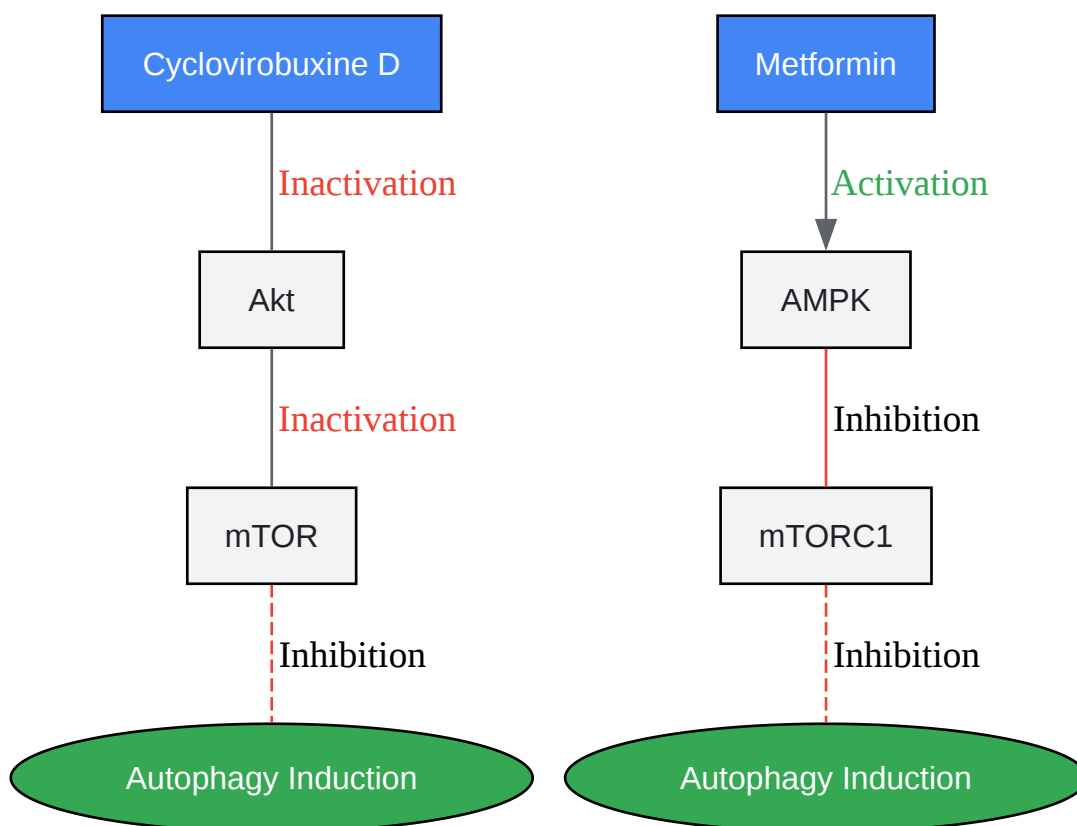 Cyclovirobuxine D
Metformin
Inactivation
Activation
Akt
AMPK
Inactivation
Inhibition
mTOR
mTORC1
Inhibition
Inhibition
Autophagy Induction
Autophagy Induction